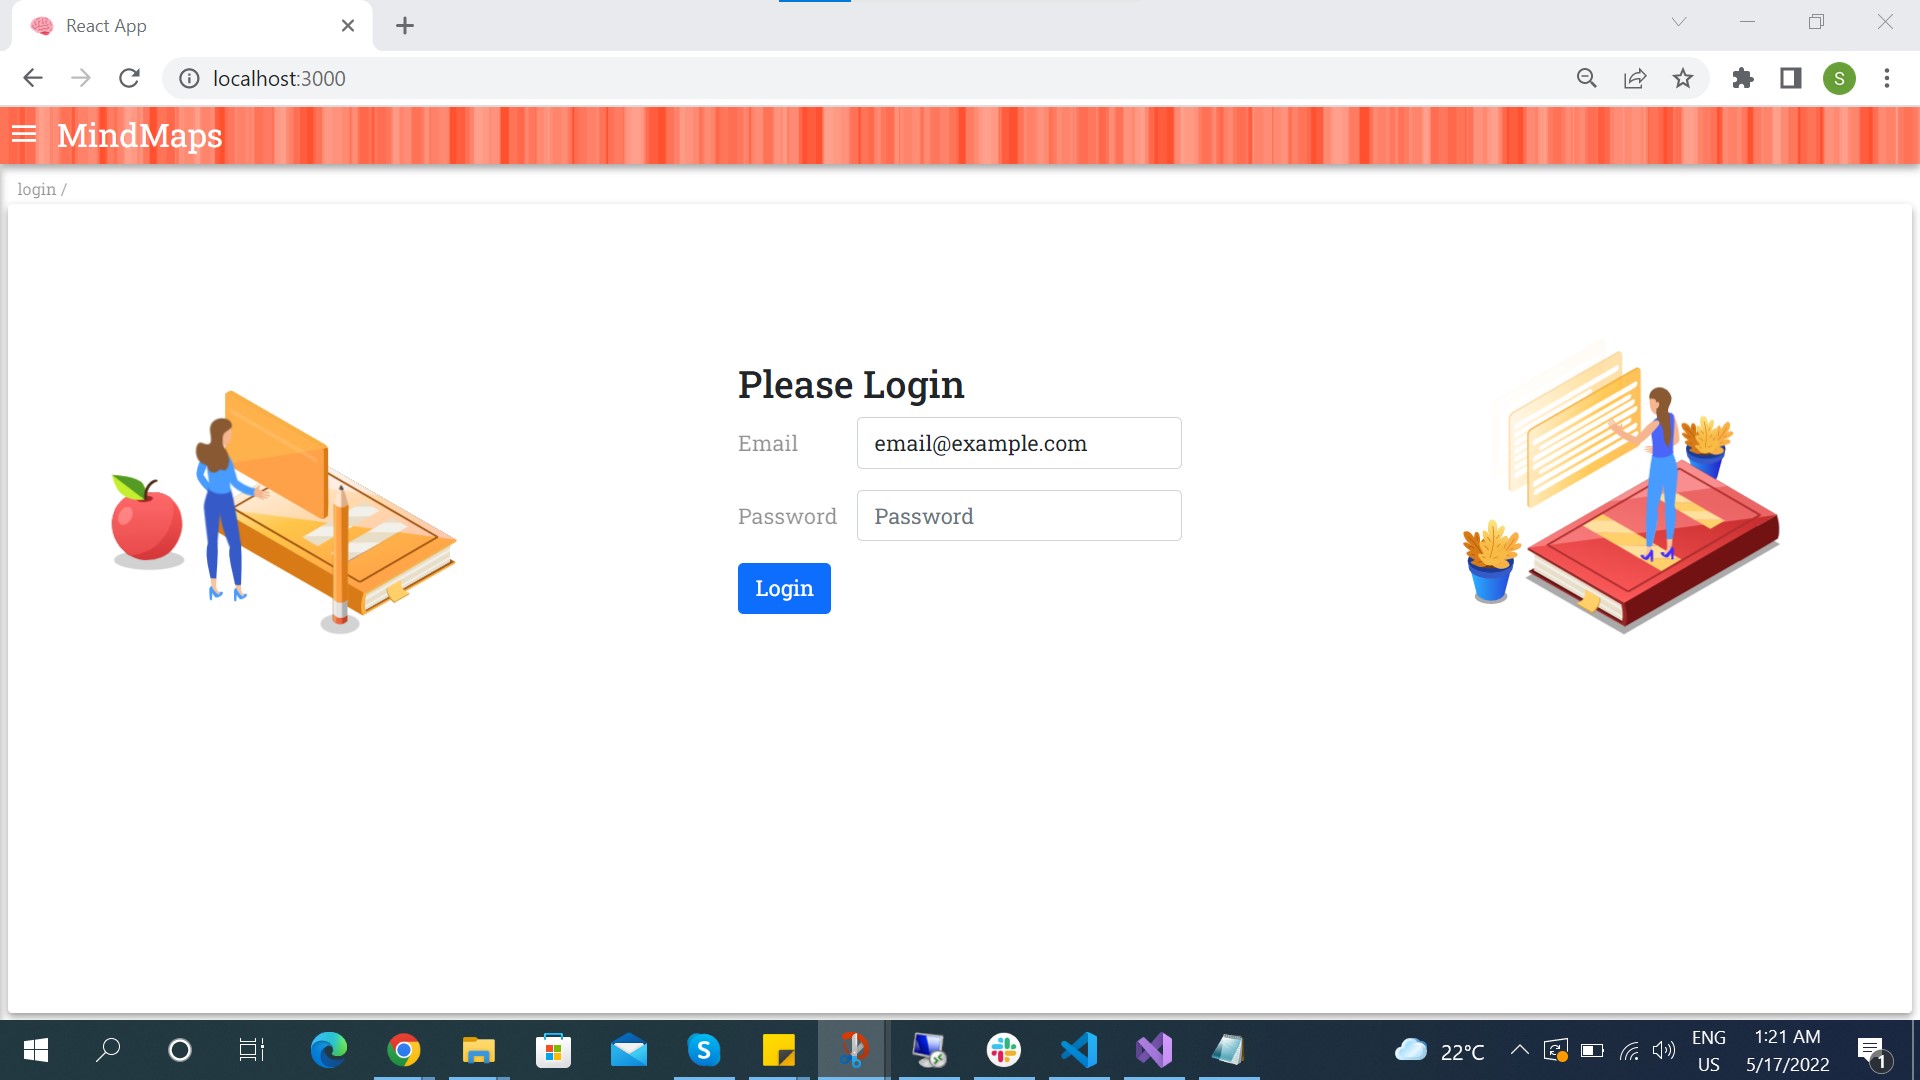 React App
localhost:3000
S
MindMaps
login /
Please Login
Email
email@example.com
Password
Password
Login
22°C
ENG
US
1:21 AM
5/17/2022
1